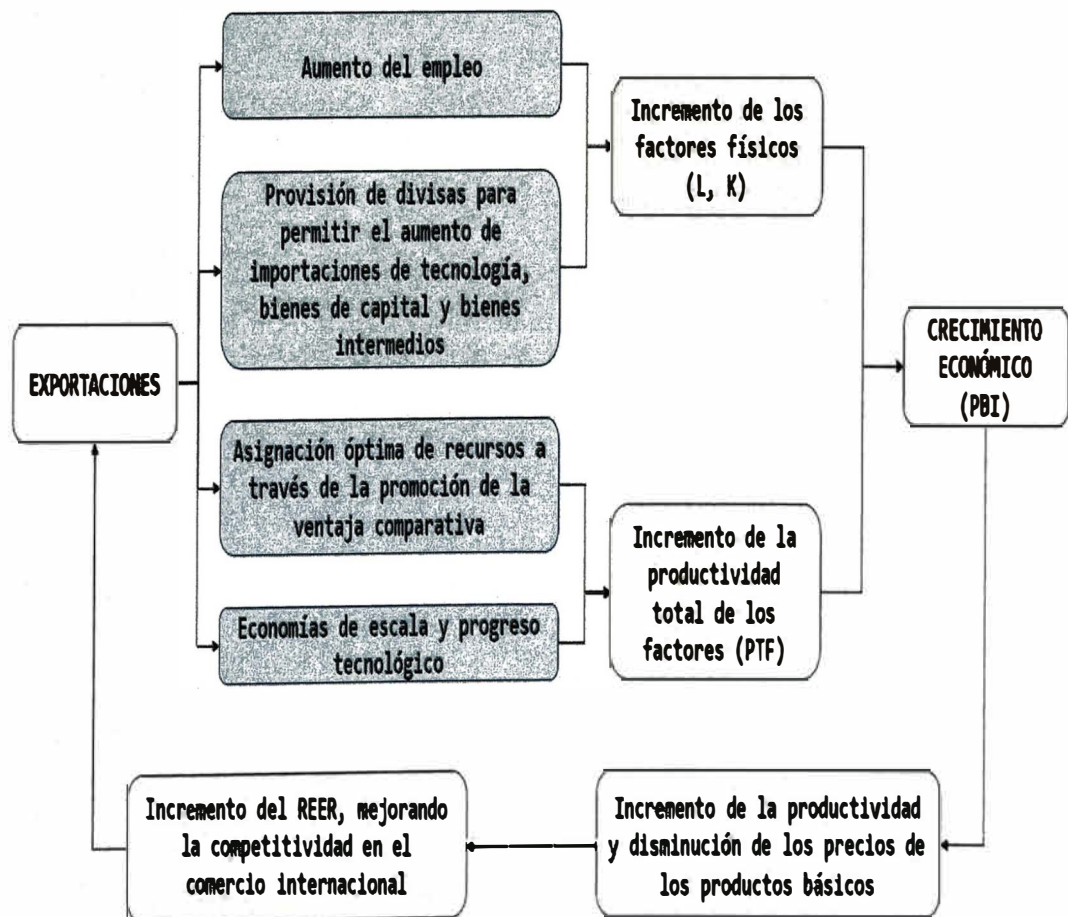 Aumento del empleo
Incremento de los
factores físicos
(L, K)
Provisión de divisas para
permitir el aumento de
importaciones de tecnología,
bienes de capital y bienes
intermedios
EXPORTACIONES
CRECIMIENTO
ECONÓMICO
(PBI)
Asignación óptima de recursos a
través de la promoción de la
ventaja comparativa
Incremento de la
productividad
total de los
factores (PTF)
Economías de escala y progreso
tecnológico
Incremento del REER, mejorando
la competitividad en el
comercio internacional
Incremento de la productividad
y disminución de los precios de
los productos básicos